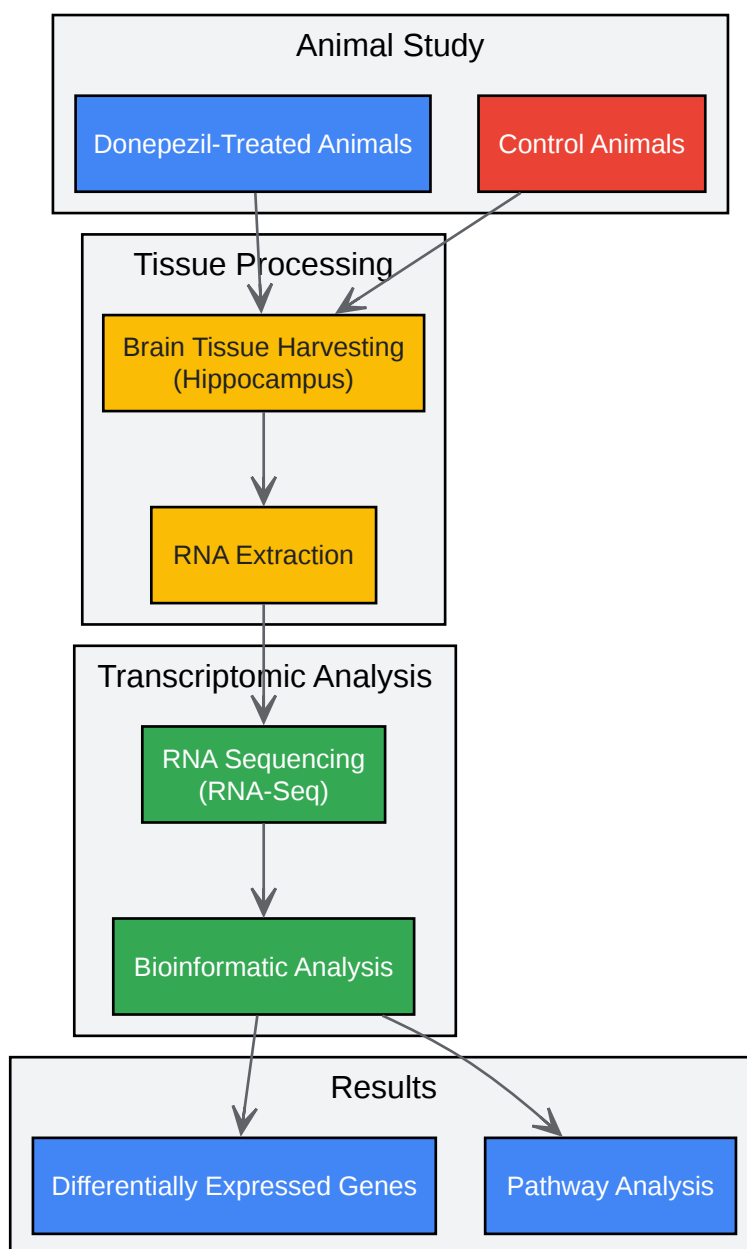 Animal Study
Donepezil-Treated Animals
Control Animals
Tissue Processing
Brain Tissue Harvesting
(Hippocampus)
RNA Extraction
Transcriptomic Analysis
RNA Sequencing
(RNA-Seq)
Bioinformatic Analysis
Results
Differentially Expressed Genes
Pathway Analysis